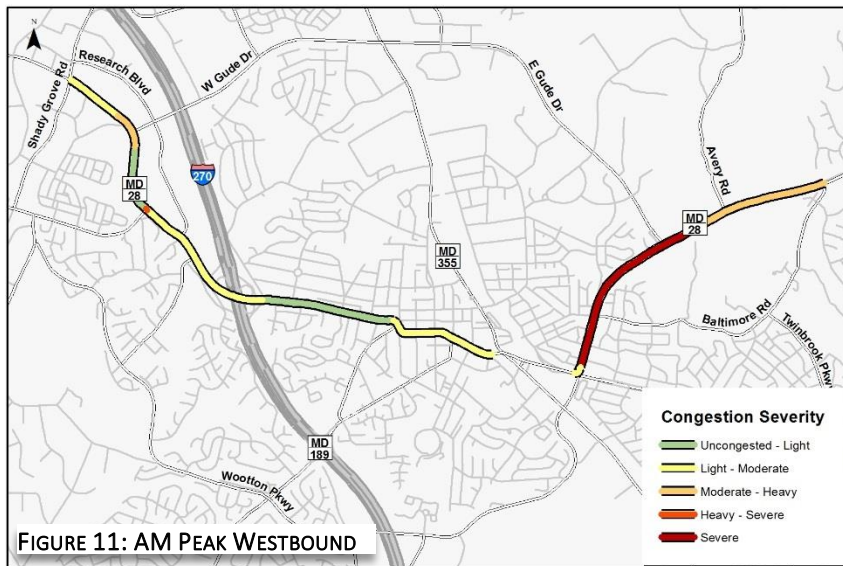 N
Shady Grove Rd
Research Blvd
W Gude Dr
E Gude Dr
270
MD
28
Avery Rd
MD
28
MD
355
Baltimore Rd
Twinbrook Pkwy
MD
189
Wootton Pkwy
Congestion Severity
Uncongested - Light
Light - Moderate
Moderate - Heavy
Heavy - Severe
Severe
FIGURE 11: AM PEAK WESTBOUND